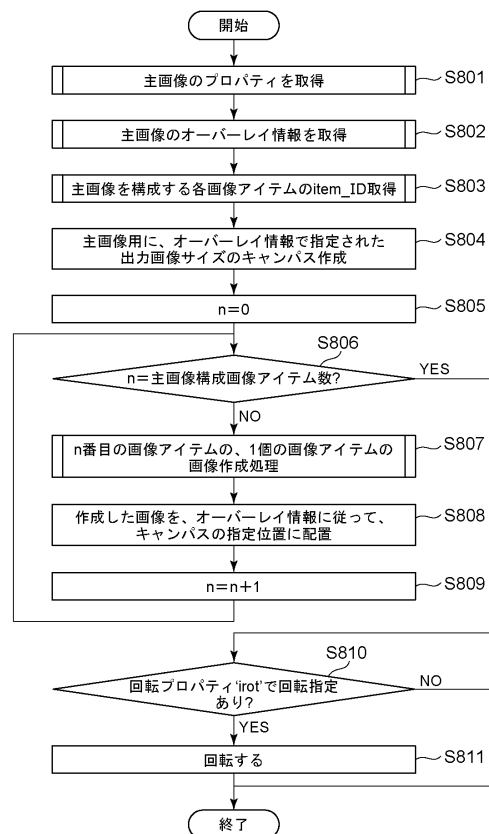 開始
主画像のプロパティを取得
S801
主画像のオーバーレイ情報を取得
S802
主画像を構成する各画像アイテムのitem_ID取得
S803
主画像用に、オーバーレイ情報で指定された
出力画像サイズのキャンパス作成
S804
n=0
S805
S806
n=主画像構成画像アイテム数?
YES
NO
n番目の画像アイテムの、1個の画像アイテムの
画像作成処理
S807
作成した画像を、オーバーレイ情報に従って、
キャンパスの指定位置に配置
S808
n=n+1
S809
S810
回転プロパティ‘irot’で回転指定
あり?
NO
YES
回転する
S811
終了